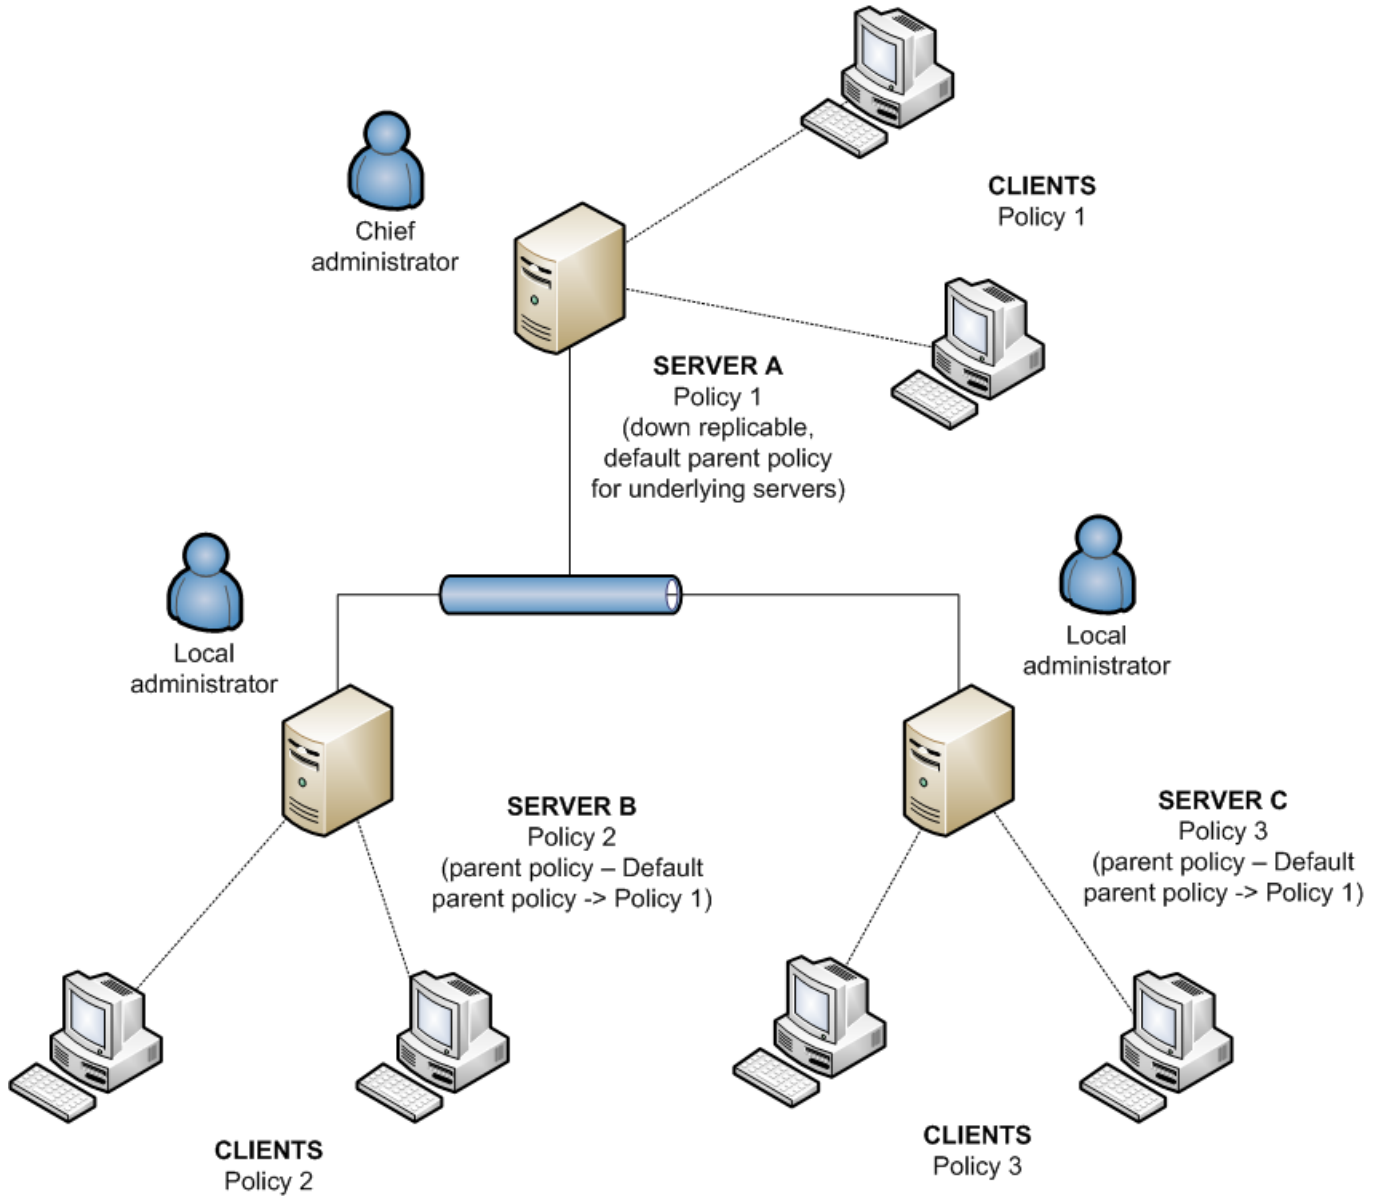 CLIENTS
Policy 1
Chief
administrator
SERVER A
Policy 1
(down replicable,
default parent policy
for underlying servers)
Local
administrator
Local
administrator
SERVER B
Policy 2
(parent policy – Default
parent policy -> Policy 1)
SERVER C
Policy 3
(parent policy – Default
parent policy -> Policy 1)
CLIENTS
Policy 2
CLIENTS
Policy 3